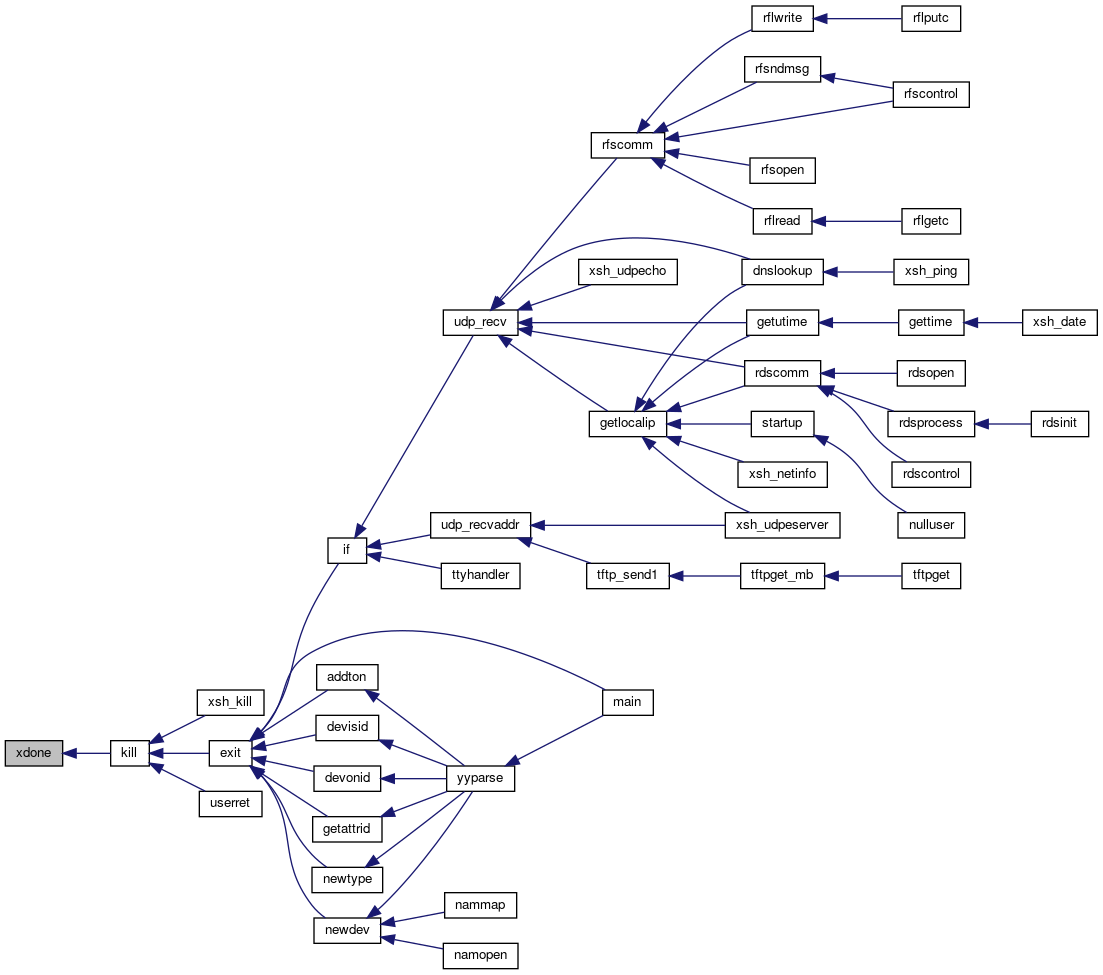 rflwrite
rflputc
rfsndmsg
rfscontrol
rfscomm
rfsopen
rflread
rflgetc
xsh_udpecho
dnslookup
xsh_ping
udp_recv
getutime
gettime
xsh_date
rdscomm
rdsopen
getlocalip
startup
rdsprocess
rdsinit
xsh_netinfo
rdscontrol
udp_recvaddr
xsh_udpeserver
nulluser
if
ttyhandler
tftp_send1
tftpget_mb
tftpget
addton
xsh_kill
main
devisid
xdone
kill
exit
devonid
yyparse
userret
getattrid
newtype
nammap
newdev
namopen